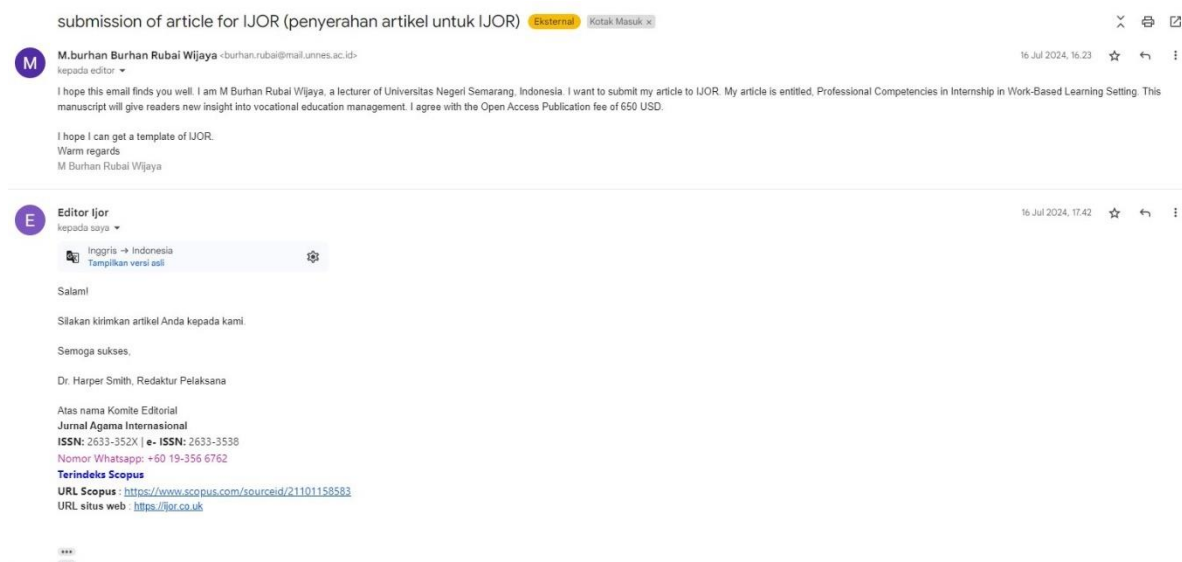 submission of article for IJOR (penyerahan artikel untuk IJOR) Eksternal Kotak Masuk ×
M
M.burhan Burhan Rubai Wijaya <burhan.rubai@mail.unnes.ac.id>
16 Jul 2024, 16.23
kepada editor
I hope this email finds you well. I am M Burhan Rubai Wijaya, a lecturer of Universitas Negeri Semarang, Indonesia. I want to submit my article to IJOR. My article is entitled, Professional Competencies in Internship in Work-Based Learning Setting. This
manuscript will give readers new insight into vocational education management. I agree with the Open Access Publication fee of 650 USD.
I hope I can get a template of IJOR.
Warm regards
M Burhan Rubai Wijaya
E
Editor Ijor
16 Jul 2024, 17.42
kepada saya
Inggris → Indonesia
Tampilkan versi asli
Salam!
Silakan kirimkan artikel Anda kepada kami.
Semoga sukses,
Dr. Harper Smith, Redaktur Pelaksana
Atas nama Komite Editorial
Jurnal Agama Internasional
ISSN: 2633-352X | e- ISSN: 2633-3538
Nomor Whatsapp: +60 19-356 6762
Terindeks Scopus
URL Scopus : https://www.scopus.com/sourceid/21101158583
URL situs web : https://ijor.co.uk